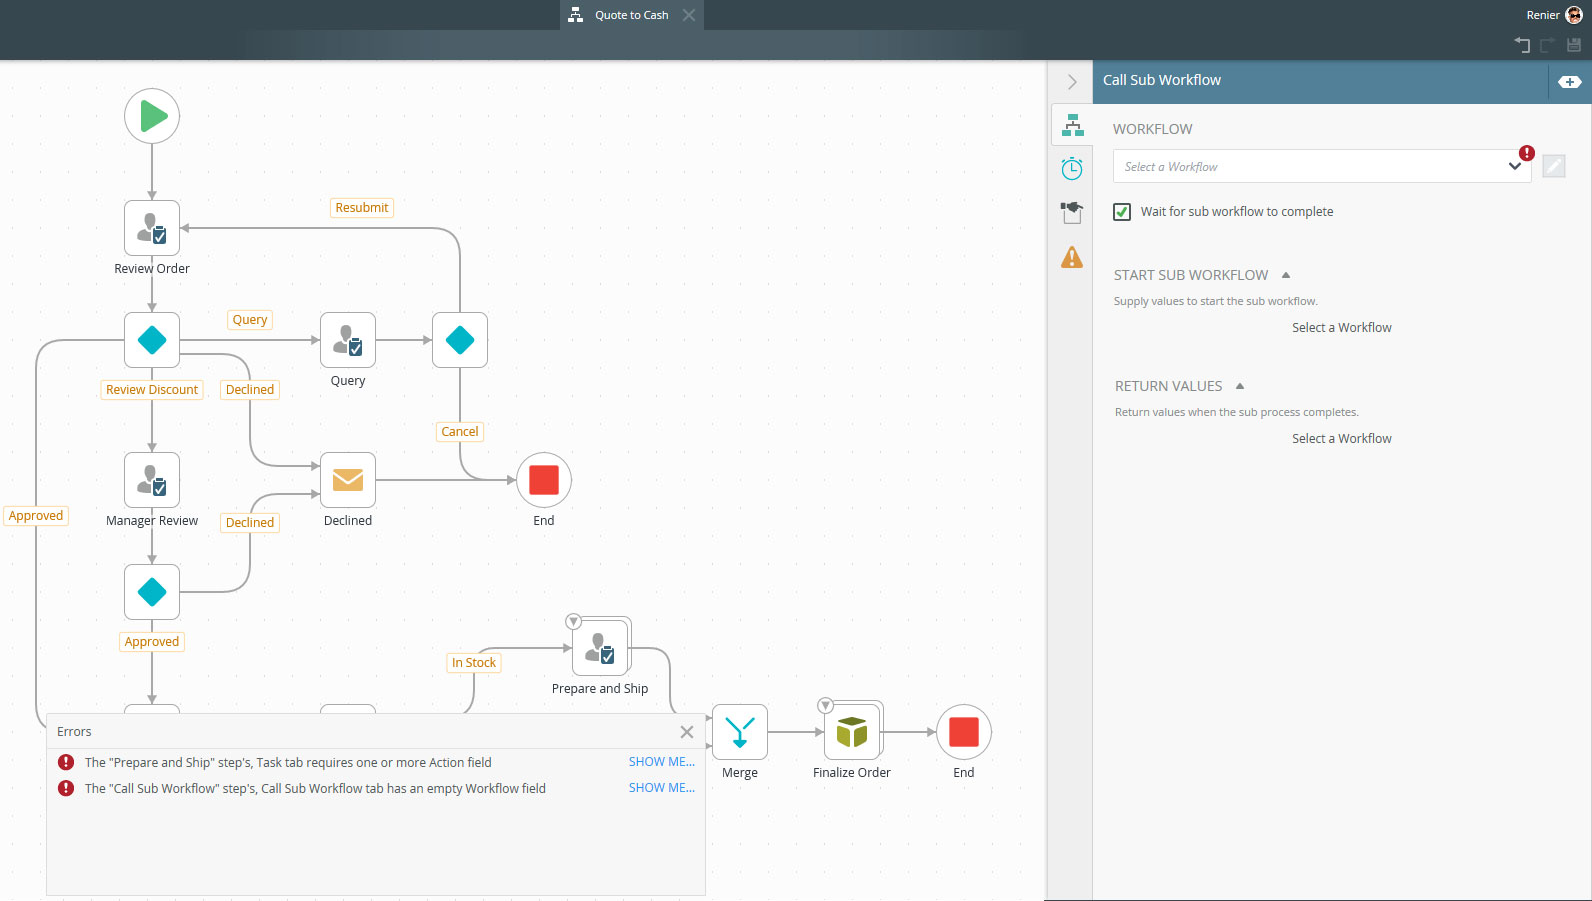 Quote to Cash
Renier
Call Sub Workflow
WORKFLOW
Select a Workflow
Wait for sub workflow to complete
START SUB WORKFLOW
Supply values to start the sub workflow.
Select a Workflow
RETURN VALUES
Return values when the sub process completes.
Select a Workflow
Resubmit
Review Order
Query
Query
Review Discount
Declined
Cancel
Approved
Manager Review
Declined
Declined
End
Approved
In Stock
Prepare and Ship
Merge
Finalize Order
End
Errors
The "Prepare and Ship" step's, Task tab requires one or more Action field
SHOW ME...
The "Call Sub Workflow" step's, Call Sub Workflow tab has an empty Workflow field
SHOW ME...